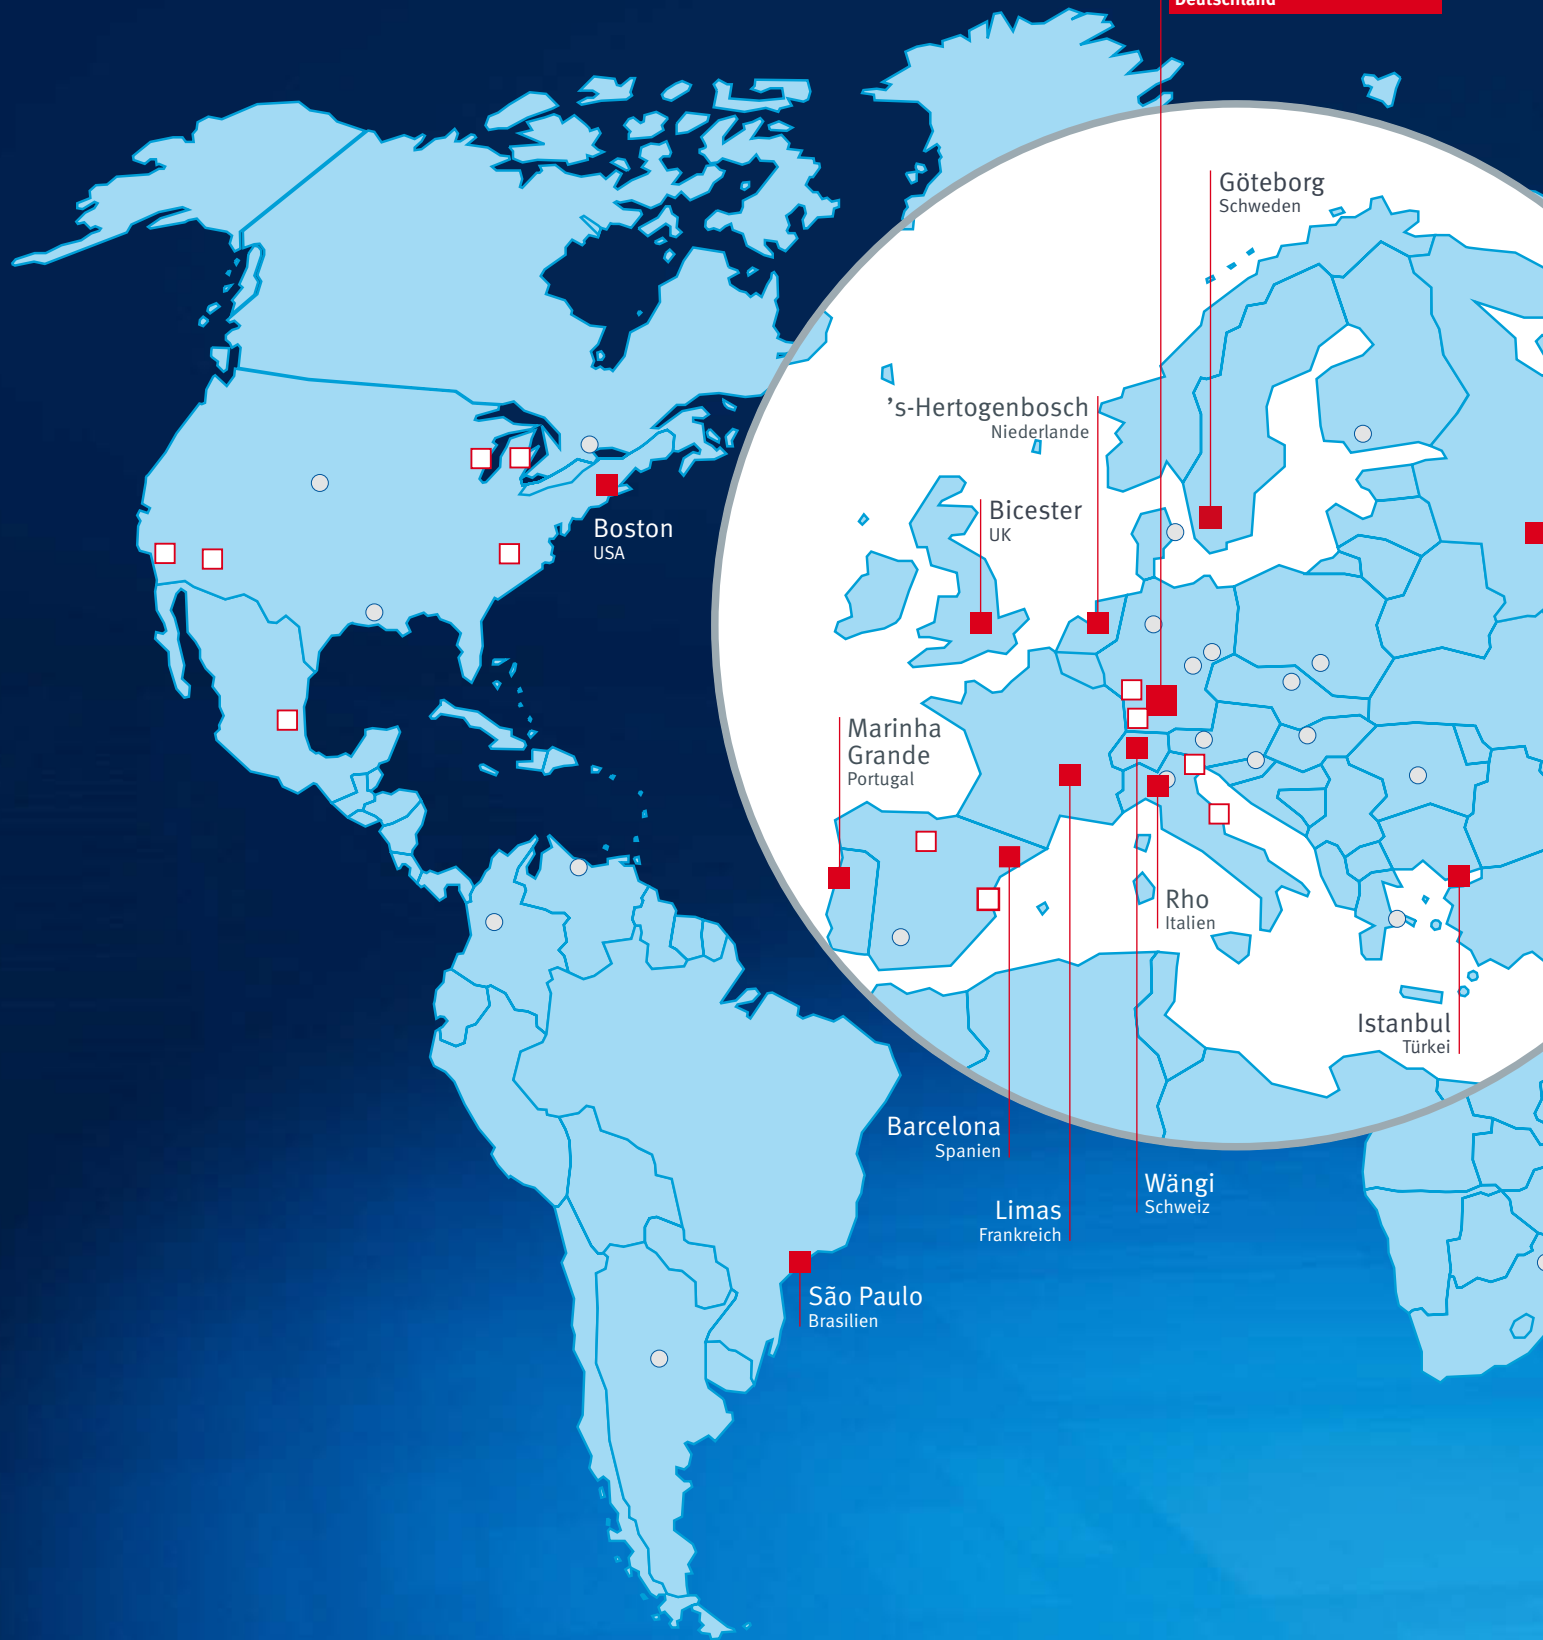 Deutschland
Göteborg
Schweden
’s-Hertogenbosch
Niederlande
Bicester
UK
Boston
USA
Marinha
Grande
Portugal
Rho
Italien
Istanbul
Türkei
Barcelona
Spanien
Wängi
Schweiz
Limas
Frankreich
São Paulo
Brasilien